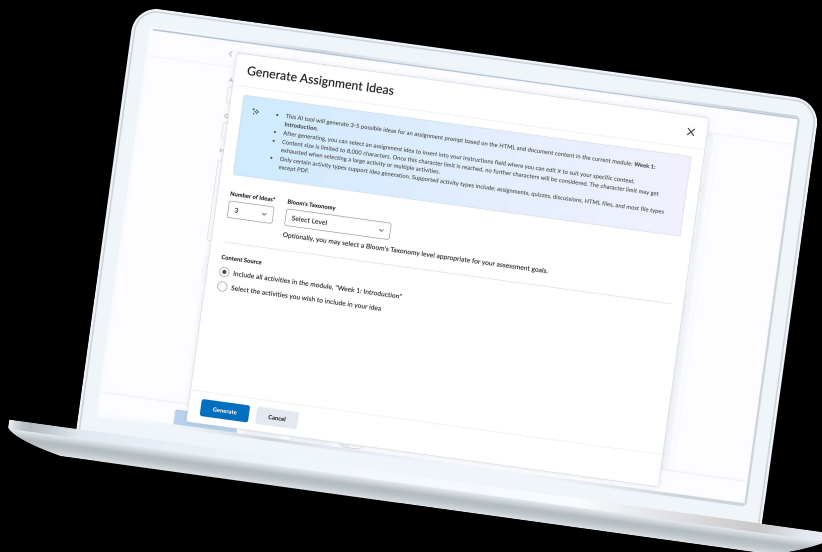 Generate Assignment Ideas
• This AI tool will generate 3-5 possible ideas for an assignment prompt based on the HTML and document content in the current module: Week 1:
Introduction.
• After generating, you can select an assignment idea to insert into your instructions field where you can edit it to suit your specific context.
• Content size is limited to 8,000 characters. Once this character limit is reached, no further characters will be considered. The character limit may get
exhausted when selecting a large activity or multiple activities.
• Only certain activity types support idea generation. Supported activity types include: assignments, quizzes, discussions, HTML files, and most file types
except PDF.
Number of Ideas* Bloom's Taxonomy
3 Select Level
Optionally, you may select a Bloom's Taxonomy level appropriate for your assessment goals.
Content Source
Include all activities in the module, "Week 1: Introduction"
Select the activities you wish to include in your idea
Generate Cancel